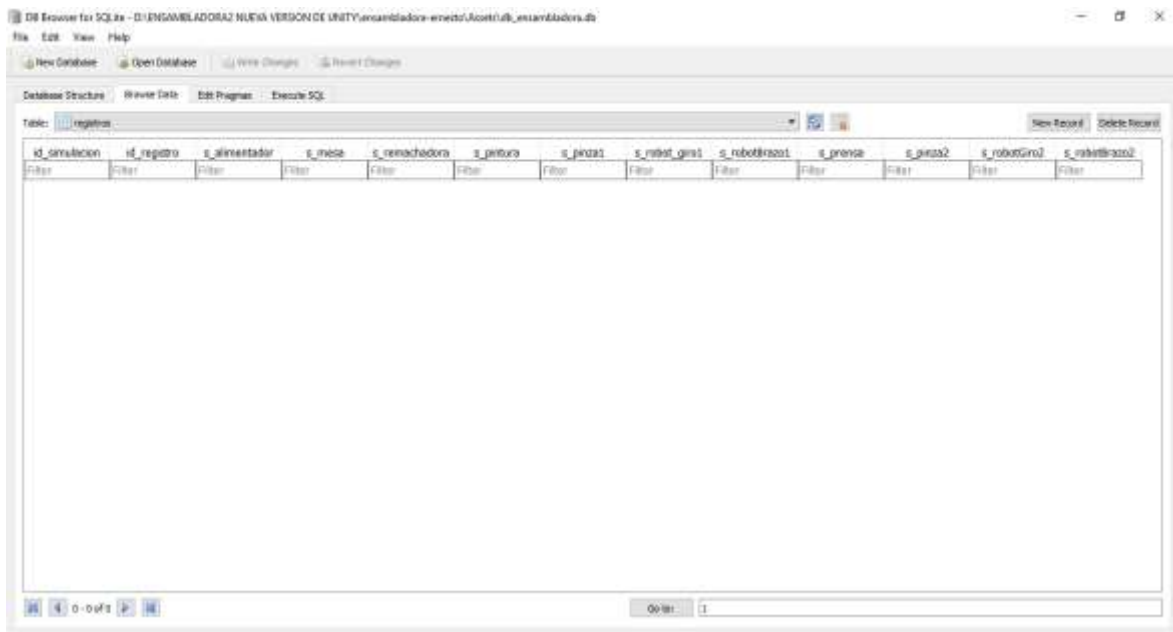 DB Browser for SQLite - D:\ENSAMBLADORA2 NUEVA VERSION DE UNITY\ensambladora-ernesto\Assets\db_ensambladora.db
File Edit View Help
New Database Open Database Write Changes Revert Changes
Database Structure Browse Data Edit Pragmas Execute SQL
Table: registros New Record Delete Record
id_simulacion id_registro s_alimentador s_mesa s_remachadora s_pintura s_pinza1 s_robot_giro1 s_robotBrazo1 s_prensa s_pinza2 s_robotGiro2 s_robotBrazo2
Filter Filter Filter Filter Filter Filter Filter Filter Filter Filter Filter Filter Filter
0 - 0 of 0 Go to: 1